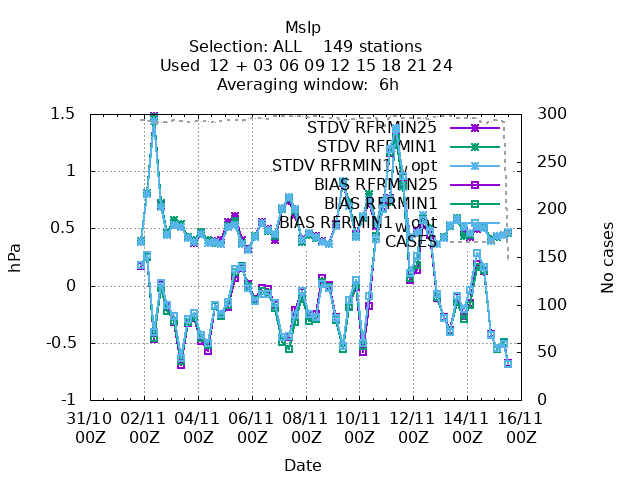 Mslp
Selection: ALL    149 stations
Used  12 + 03 06 09 12 15 18 21 24
Averaging window:  6h
STDV RFRMIN25
STDV RFRMIN1
STDV RFRMIN1_w_opt
BIAS RFRMIN25
BIAS RFRMIN1
BIAS RFRMIN1_w_opt
CASES
1.5
1
0.5
0
-0.5
-1
hPa
300
250
200
150
100
50
0
No cases
31/10 02/11 04/11 06/11 08/11 10/11 12/11 14/11 16/11
00Z 00Z 00Z 00Z 00Z 00Z 00Z 00Z 00Z
Date